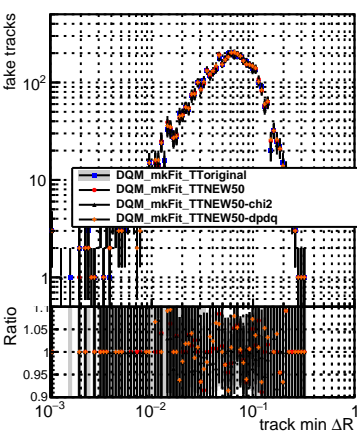 fake tracks
10²
10
1
DQM_mkFit_TToriginal
DQM_mkFit_TTNEW50
DQM_mkFit_TTNEW50-chi2
DQM_mkFit_TTNEW50-dpdq
Ratio
1.1
1.05
1
0.95
0.9
10⁻³ 10⁻² 10⁻¹ 1
track min ΔR